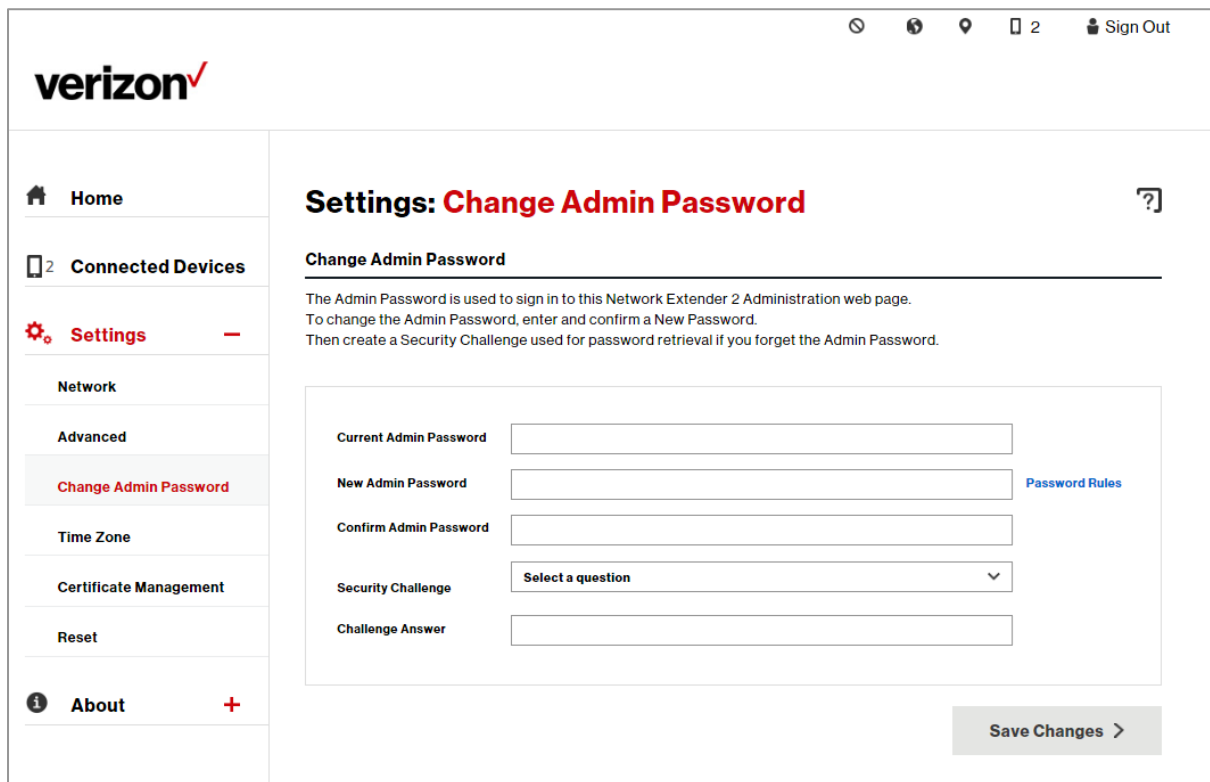 2 Sign Out
verizon
Home
2 Connected Devices
Settings
Network
Advanced
Change Admin Password
Time Zone
Certificate Management
Reset
About
Settings: Change Admin Password
Change Admin Password
The Admin Password is used to sign in to this Network Extender 2 Administration web page.
To change the Admin Password, enter and confirm a New Password.
Then create a Security Challenge used for password retrieval if you forget the Admin Password.
Current Admin Password
New Admin Password Password Rules
Confirm Admin Password
Security Challenge Select a question
Challenge Answer
Save Changes